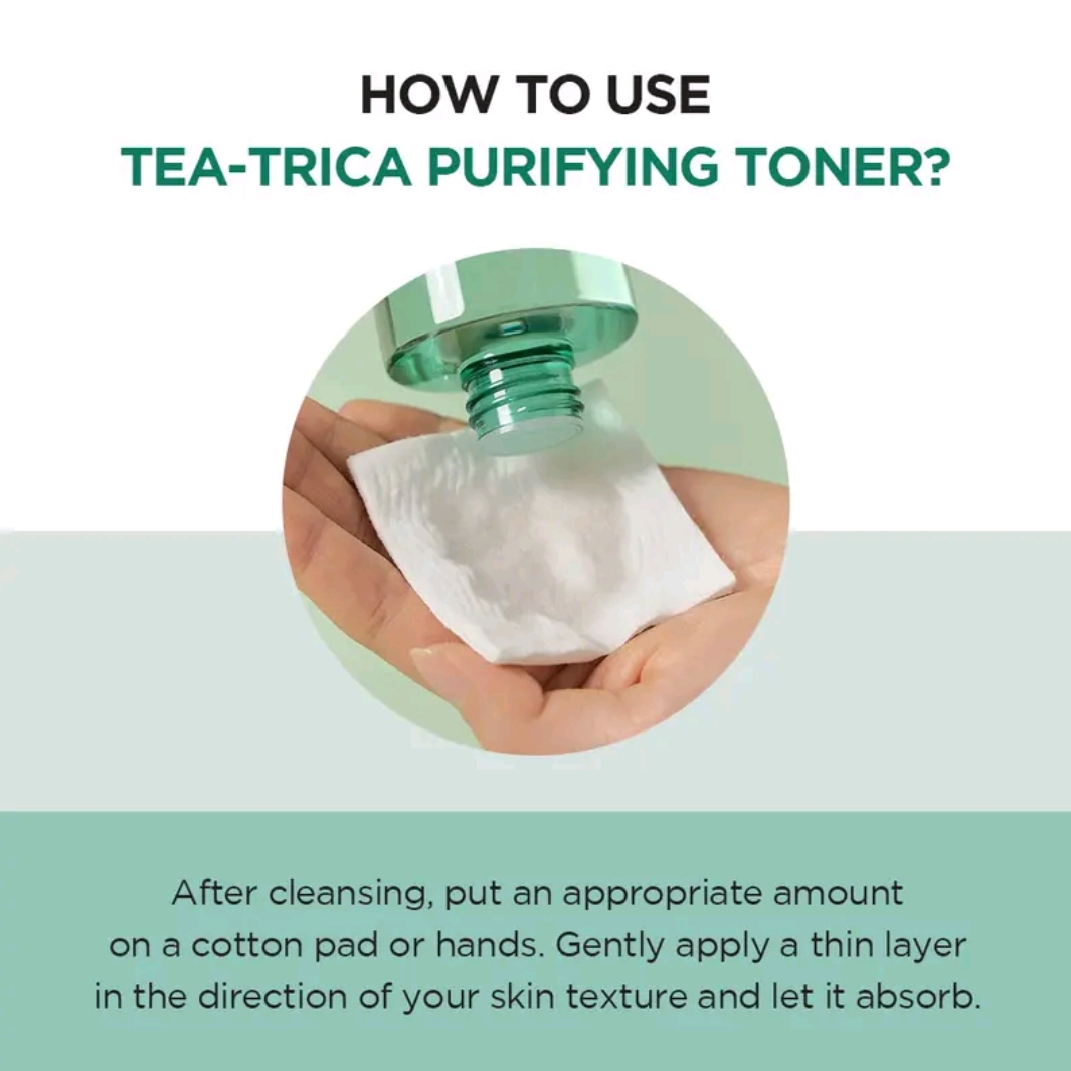 HOW TO USE
TEA-TRICA PURIFYING TONER?
After cleansing, put an appropriate amount
on a cotton pad or hands. Gently apply a thin layer
in the direction of your skin texture and let it absorb.